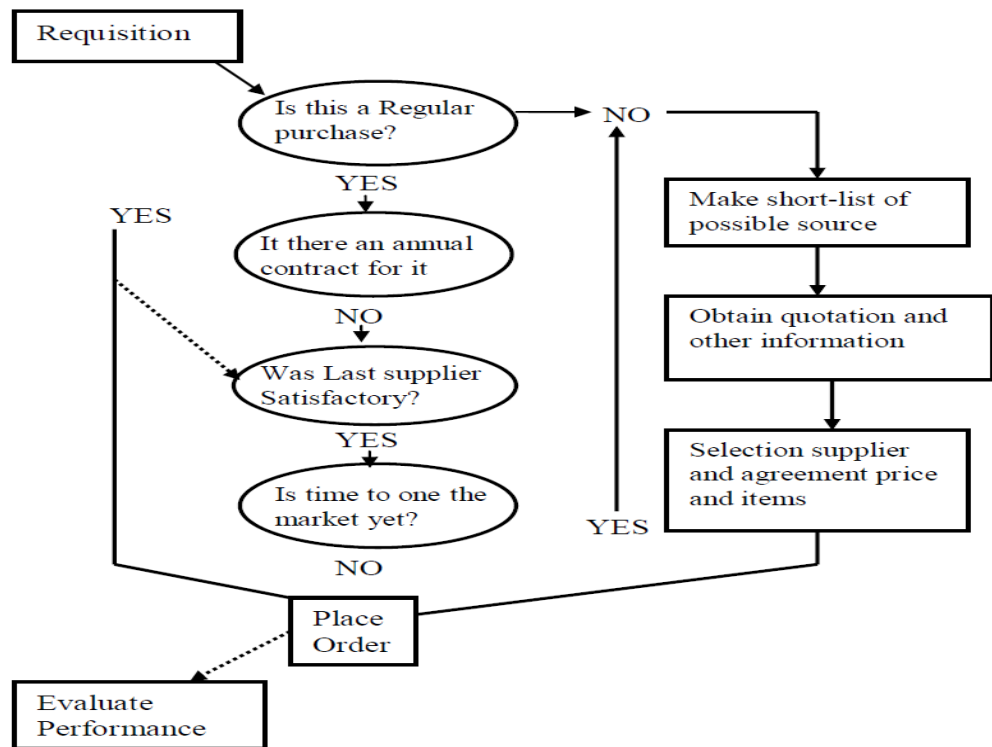 Requisition
Is this a Regular
purchase?
NO
YES
YES
It there an annual
contract for it
Make short-list of
possible source
NO
Obtain quotation and
other information
Was Last supplier
Satisfactory?
YES
Selection supplier
and agreement price
and items
Is time to one the
market yet?
YES
NO
Place
Order
Evaluate
Performance